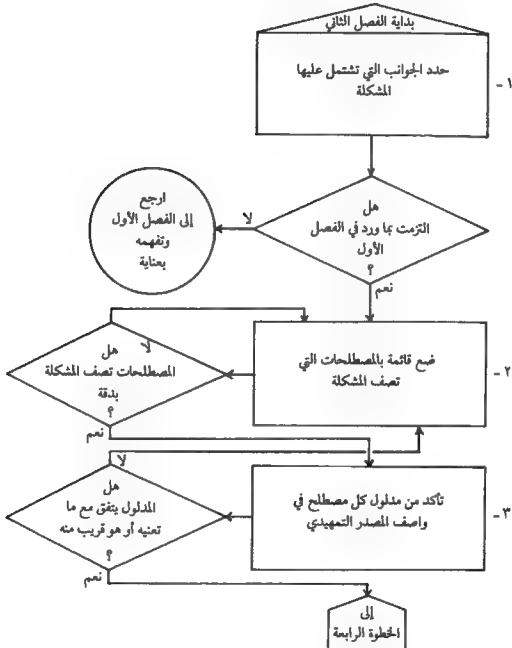 بداية الفصل الثاني
١ -
حدد الجوانب التي تشتمل عليها
المشكلة
هل
التزمت بما ورد في الفصل
الأول
؟
لا
ارجع
إلى الفصل الأول
وتفهمه
بعناية
نعم
٢ -
ضع قائمة بالمصطلحات التي
تصف المشكلة
لا
هل
المصطلحات تصف المشكلة
بدقة
؟
نعم
٣ -
تأكد من مدلول كل مصطلح في
واصف المصدر التمهيدي
لا
هل
المدلول يتفق مع ما
تعنيه أو هو قريب منه
؟
نعم
إلى
الخطوة الرابعة